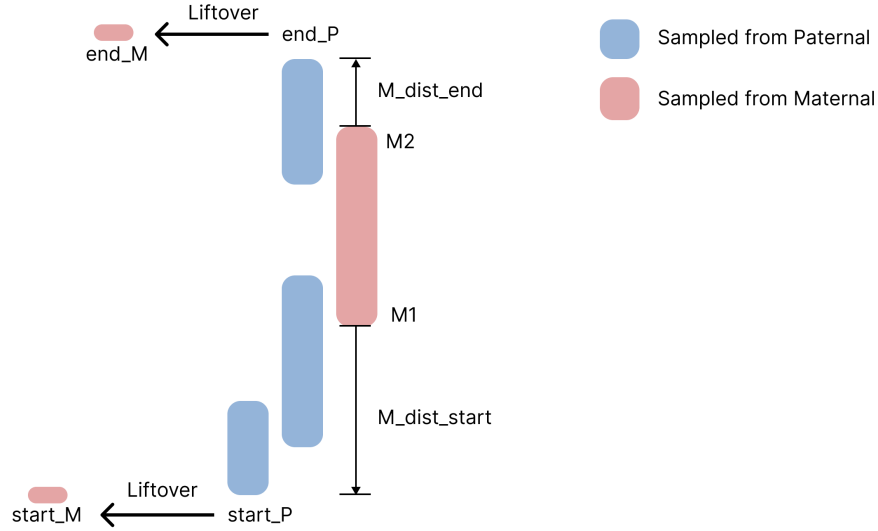 Liftover
end_P
end_M
M_dist_end
M2
M1
M_dist_start
Liftover
start_M
start_P
Sampled from Paternal
Sampled from Maternal